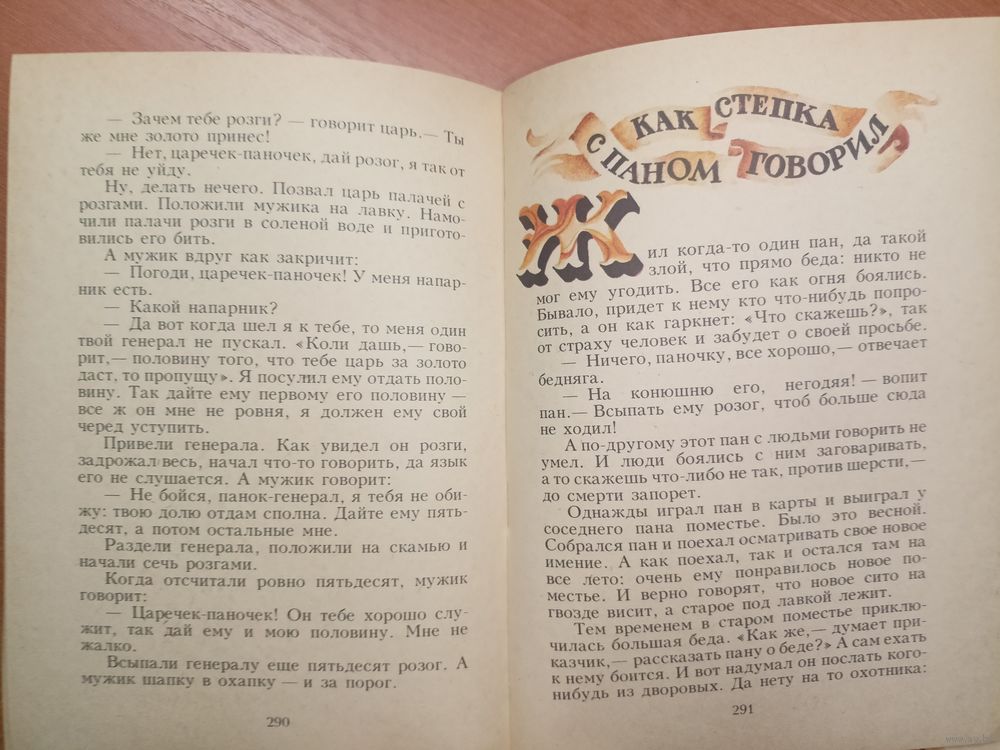 — Зачем тебе розги? — говорит царь.— Ты
же мне золото принес!
— Нет, царечек-паночек, дай розог, я так от
тебя не уйду.
Ну, делать нечего. Позвал царь палачей с
розгами. Положили мужика на лавку. Намо-
чили палачи розги в соленой воде и пригото-
вились его бить.
А мужик вдруг как закричит:
— Погоди, царечек-паночек! У меня напар-
ник есть.
— Какой напарник?
— Да вот когда шел я к тебе, то меня один
твой генерал не пускал. «Коли дашь,— гово-
рит,— половину того, что тебе царь за золото
даст, то пропущу». Я посулил ему отдать поло-
вину. Так дайте ему первому его половину —
все ж он мне не ровня, я должен ему свой
черед уступить.
Привели генерала. Как увидел он розги,
задрожал весь, начал что-то говорить, да язык
его не слушается. А мужик говорит:
— Не бойся, панок-генерал, я тебя не оби-
жу: твою долю отдам сполна. Дайте ему пять-
десят, а потом остальные мне.
Раздели генерала, положили на скамью и
начали сечь розгами.
Когда отсчитали ровно пятьдесят, мужик
говорит:
— Царечек-паночек! Он тебе хорошо слу-
жит, так дай ему и мою половину. Мне не
жалко.
Всыпали генералу еще пятьдесят розог. А
мужик шапку в охапку — и за порог.
290
КАК СТЕПКА
С ПАНОМ ГОВОРИЛ
Жил когда-то один пан, да такой
злой, что прямо беда: никто не
мог ему угодить. Все его как огня боялись.
Бывало, придет к нему кто что-нибудь попро-
сить, а он как гаркнет: «Что скажешь?», так
от страху человек и забудет о своей просьбе.
— Ничего, паночку, все хорошо,— отвечает
бедняга.
— На конюшню его, негодяя! — вопит
пан.— Всыпать ему розог, чтоб больше сюда
не ходил!
А по-другому этот пан с людьми говорить не
умел. И люди боялись с ним заговаривать,
а то скажешь что-либо не так, против шерсти,—
до смерти запорет.
Однажды играл пан в карты и выиграл у
соседнего пана поместье. Было это весной.
Собрался пан и поехал осматривать свое новое
имение. А как поехал, так и остался там на
все лето: очень ему понравилось новое по-
местье. И верно говорят, что новое сито на
гвозде висит, а старое под лавкой лежит.
Тем временем в старом поместье приклю-
чилась большая беда. «Как же,— думает при-
казчик,— рассказать пану о беде?» А сам ехать
к нему боится. И вот надумал он послать кого-
нибудь из дворовых. Да нету на то охотника:
291